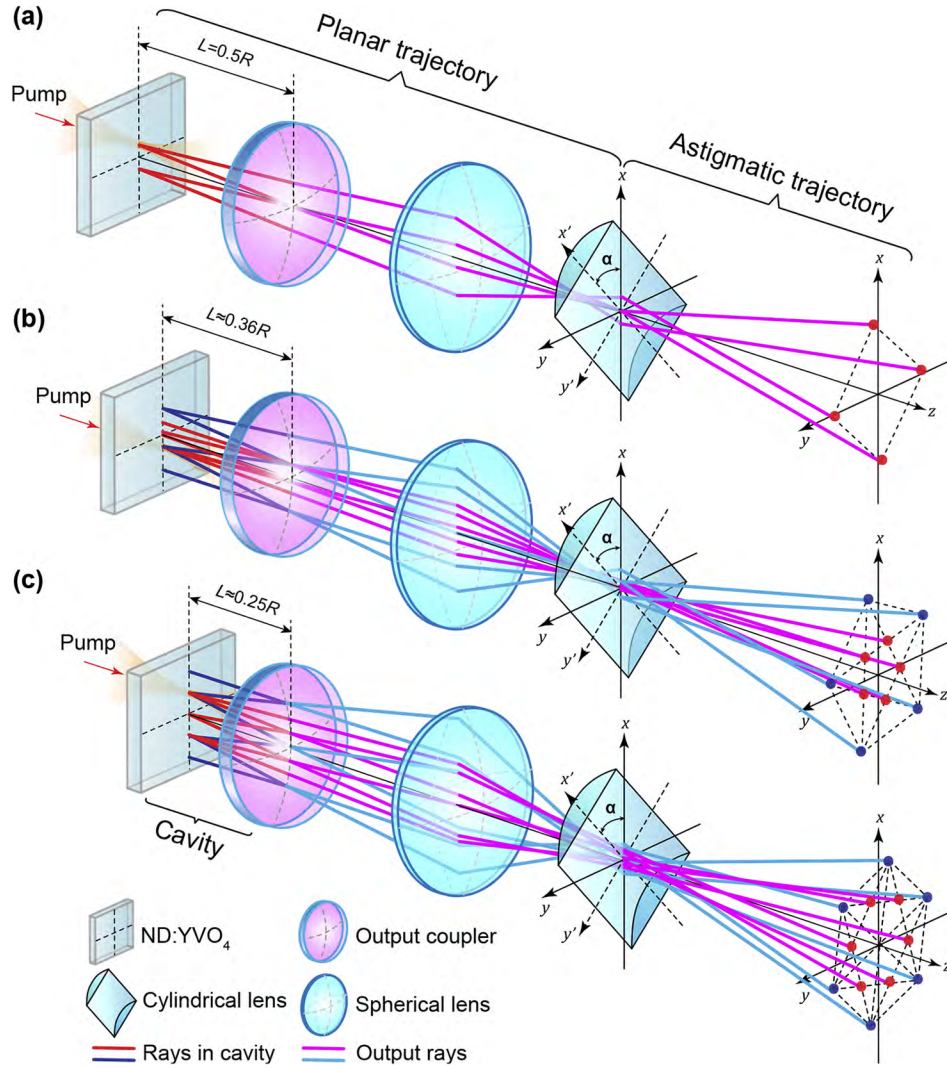 (a)
Planar trajectory
L=0.5R
Pump
Astigmatic trajectory
x
x'
α
y
y'
x
y
z
(b)
L≈0.36R
Pump
x
x'
α
y
y'
x
y
z
(c)
L≈0.25R
Pump
x
x'
α
y
y'
x
y
z
Cavity
ND:YVO4
Output coupler
Cylindrical lens
Spherical lens
Rays in cavity
Output rays